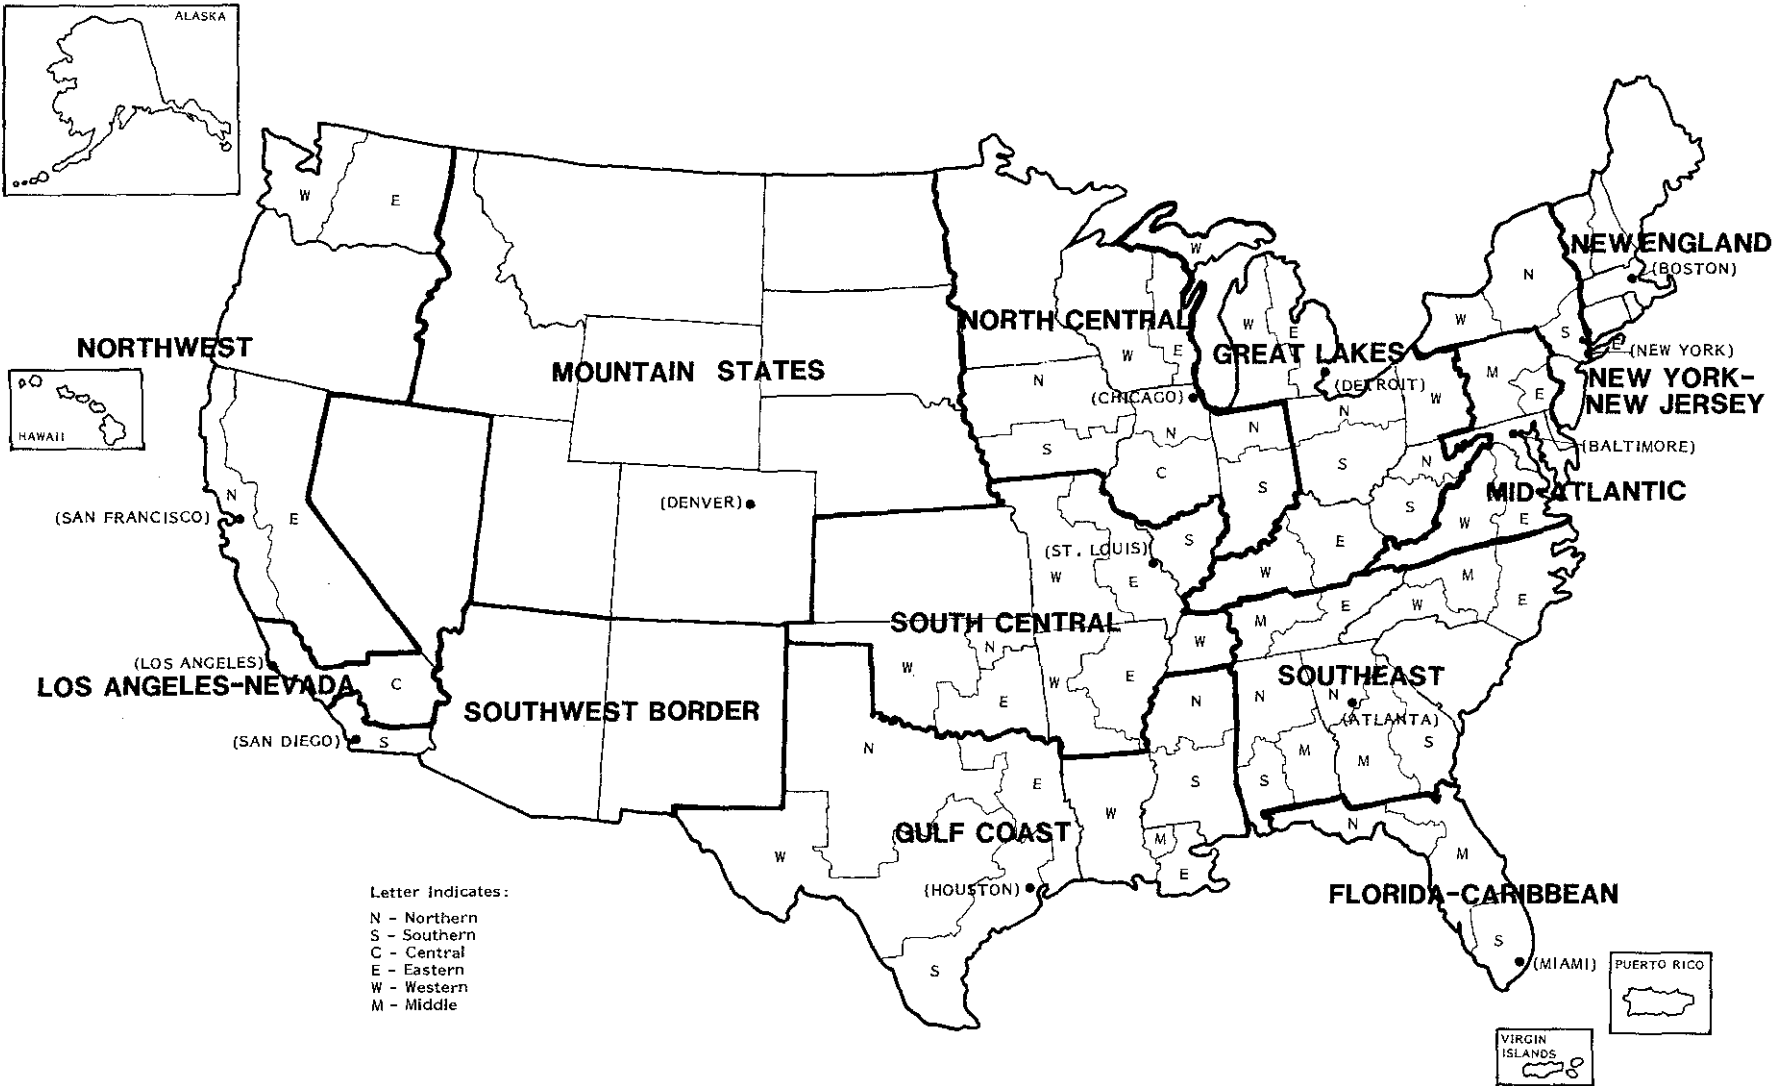 ALASKA
W
E
N
W
NEW ENGLAND
(BOSTON)
NORTH CENTRAL
W
E
W
S
NORTHWEST
MOUNTAIN STATES
W
E
GREAT LAKES
E
(NEW YORK)
HAWAII
N
(CHICAGO)
(DETROIT)
W
M
E
NEW YORK-
NEW JERSEY
N
N
N
(BALTIMORE)
S
C
S
S
N
N
(SAN FRANCISCO)
E
(DENVER)
S
MID-ATLANTIC
W
E
(ST. LOUIS)
S
E
W
E
W
M
SOUTH CENTRAL
M
E
W
E
(LOS ANGELES)
LOS ANGELES-NEVADA
C
W
N
W
W
E
SOUTHEAST
SOUTHWEST BORDER
E
N
N
N
(ATLANTA)
(SAN DIEGO)
S
N
M
M
S
E
S
S
GULF COAST
W
M
N
W
(HOUSTON)
E
M
FLORIDA-CARIBBEAN
S
S
(MIAMI)
Letter Indicates:
N - Northern
S - Southern
C - Central
E - Eastern
W - Western
M - Middle
PUERTO RICO
VIRGIN
ISLANDS